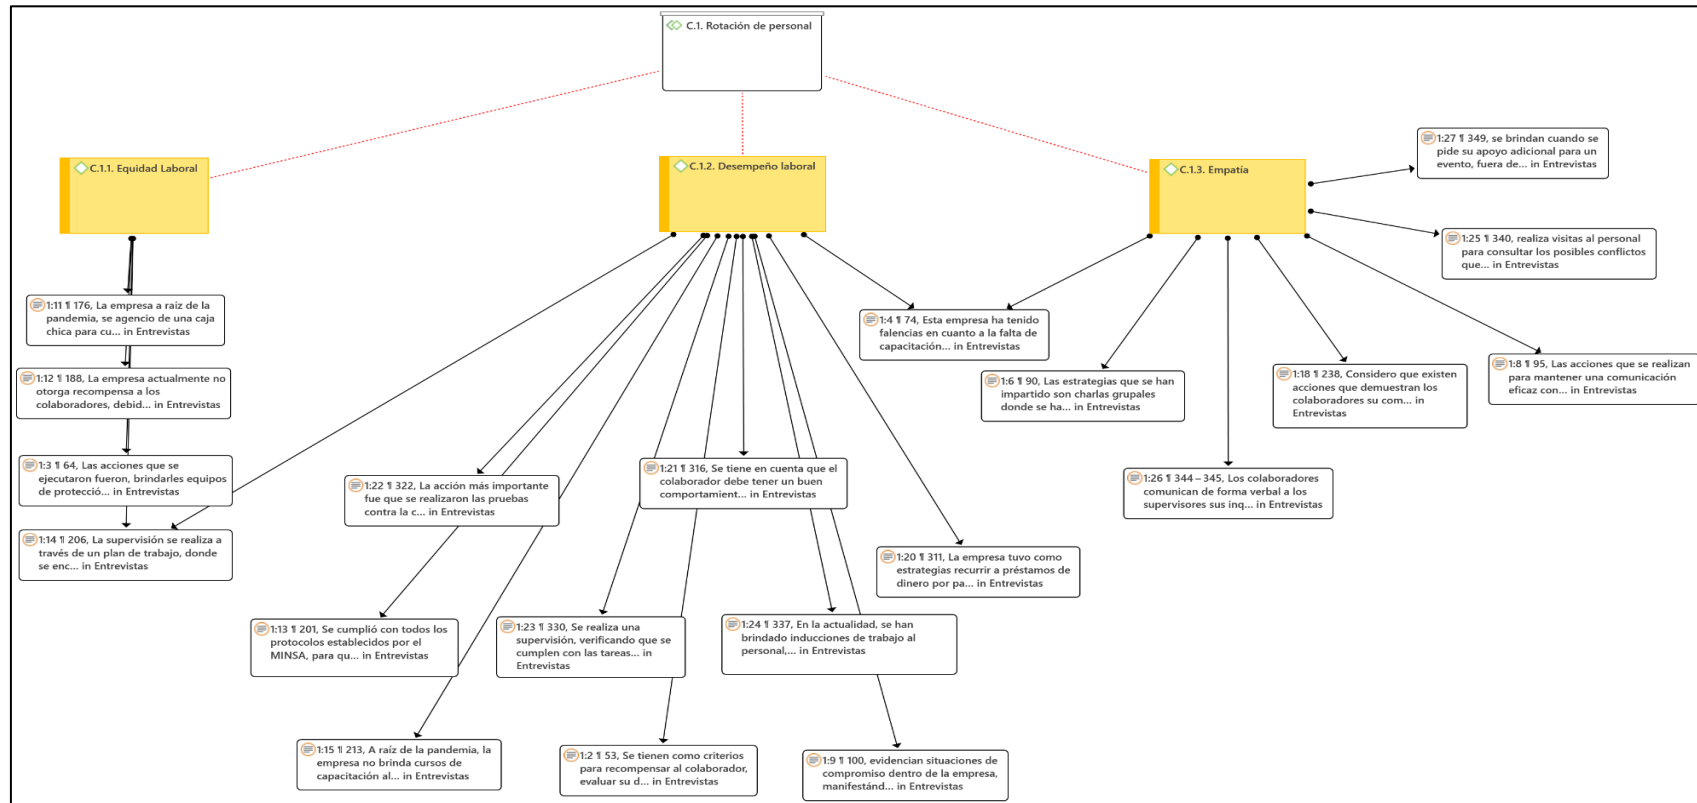 C.1. Rotación de personal
C.1.1. Equidad Laboral
C.1.2. Desempeño laboral
C.1.3. Empatía
1:27 ¶ 349, se brindan cuando se
pide su apoyo adicional para un
evento, fuera de... in Entrevistas
1:25 ¶ 340, realiza visitas al personal
para consultar los posibles conflictos
que... in Entrevistas
1:11 ¶ 176, La empresa a raíz de la
pandemia, se agencio de una caja
chica para cu... in Entrevistas
1:4 ¶ 74, Esta empresa ha tenido
falencias en cuanto a la falta de
capacitación... in Entrevistas
1:12 ¶ 188, La empresa actualmente no
otorga recompensa a los
colaboradores, debid... in Entrevistas
1:6 ¶ 90, Las estrategias que se han
impartido son charlas grupales
donde se ha... in Entrevistas
1:18 ¶ 238, Considero que existen
acciones que demuestran los
colaboradores su com... in
Entrevistas
1:8 ¶ 95, Las acciones que se realizan
para mantener una comunicación
eficaz con... in Entrevistas
1:3 ¶ 64, Las acciones que se
ejecutaron fueron, brindarles equipos
de protecció... in Entrevistas
1:22 ¶ 322, La acción más importante
fue que se realizaron las pruebas
contra la c... in Entrevistas
1:21 ¶ 316, Se tiene en cuenta que el
colaborador debe tener un buen
comportamient... in Entrevistas
1:26 ¶ 344 – 345, Los colaboradores
comunican de forma verbal a los
supervisores sus inq... in Entrevistas
1:14 ¶ 206, La supervisión se realiza a
través de un plan de trabajo, donde
se enc... in Entrevistas
1:20 ¶ 311, La empresa tuvo como
estrategias recurrir a préstamos de
dinero por pa... in Entrevistas
1:13 ¶ 201, Se cumplió con todos los
protocolos establecidos por el
MINSA, para qu... in Entrevistas
1:23 ¶ 330, Se realiza una
supervisión, verificando que se
cumplen con las tareas... in
Entrevistas
1:24 ¶ 337, En la actualidad, se han
brindado inducciones de trabajo al
personal,... in Entrevistas
1:15 ¶ 213, A raíz de la pandemia, la
empresa no brinda cursos de
capacitación al... in Entrevistas
1:2 ¶ 53, Se tienen como criterios
para recompensar al colaborador,
evaluar su d... in Entrevistas
1:9 ¶ 100, evidencian situaciones de
compromiso dentro de la empresa,
manifestánd... in Entrevistas